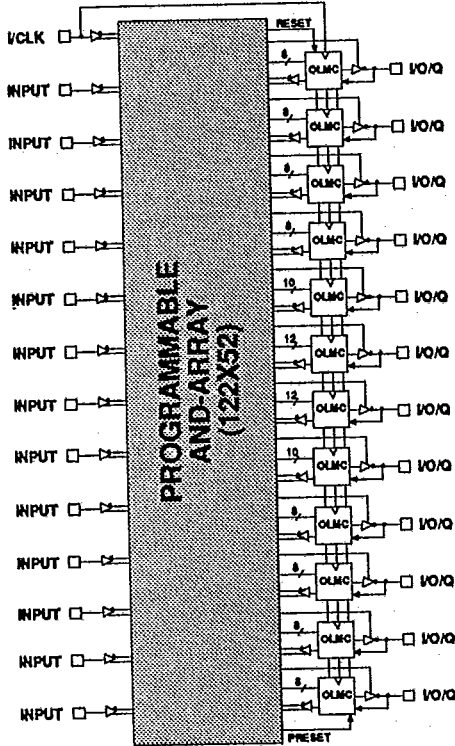 I/CLK
RESET
8
OLMC
I/O/Q
INPUT
8
OLMC
I/O/Q
INPUT
8
OLMC
I/O/Q
INPUT
8
OLMC
I/O/Q
INPUT
10
OLMC
I/O/Q
INPUT
12
OLMC
I/O/Q
INPUT
PROGRAMMABLE
AND-ARRAY
(122X52)
12
OLMC
I/O/Q
INPUT
10
OLMC
I/O/Q
INPUT
8
OLMC
I/O/Q
INPUT
8
OLMC
I/O/Q
INPUT
8
OLMC
I/O/Q
INPUT
8
OLMC
I/O/Q
INPUT
INPUT
PRESET